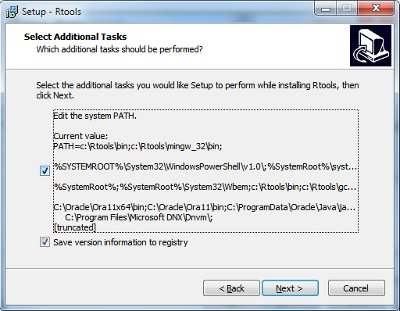 Setup - Rtools
Select Additional Tasks
Which additional tasks should be performed?
Select the additional tasks you would like Setup to perform while installing Rtools, then
click Next.
Edit the system PATH.
Current value:
PATH=c:\Rtools\bin;c:\Rtools\mingw_32\bin;
%SYSTEMROOT%\System32\WindowsPowerShell\v1.0\;%SystemRoot%\syst...
%SystemRoot%;%SystemRoot%\System32\Wbem;c:\Rtools\bin;c:\Rtools\gc...
C:\Oracle\Ora11x64\bin;C:\Oracle\Ora11\bin;C:\ProgramData\Oracle\Java\ja...
C:\Program Files\Microsoft DNX\Dnvm\;
[truncated]
Save version information to registry
< Back
Next >
Cancel